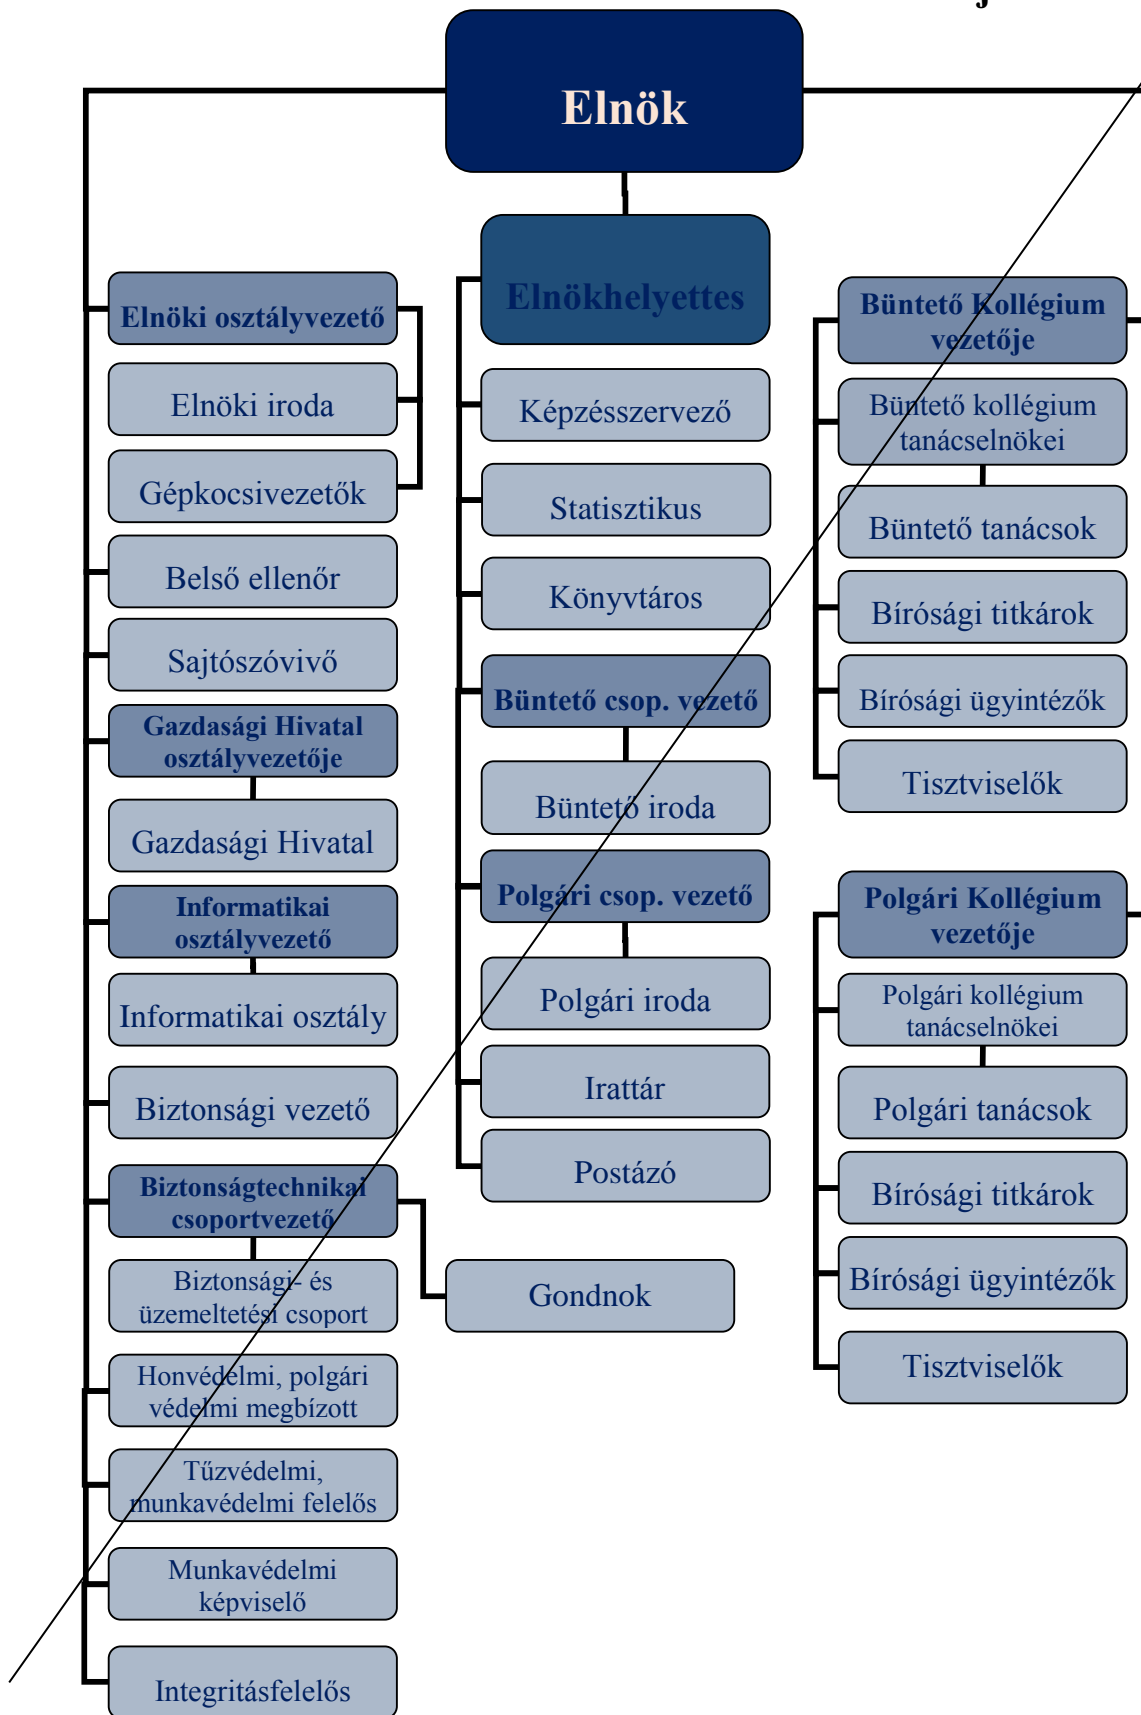 Elnök
Elnöki osztályvezető
Elnöki iroda
Gépkocsivezetők
Belső ellenőr
Sajtószóvivő
Gazdasági Hivatal
osztályvezetője
Gazdasági Hivatal
Informatikai
osztályvezető
Informatikai osztály
Biztonsági vezető
Biztonságtechnikai
csoportvezető
Biztonsági- és
üzemeltetési csoport
Honvédelmi, polgári
védelmi megbízott
Tűzvédelmi,
munkavédelmi felelős
Munkavédelmi
képviselő
Integritásfelelős
Elnökhelyettes
Képzésszervező
Statisztikus
Könyvtáros
Büntető csop. vezető
Büntető iroda
Polgári csop. vezető
Polgári iroda
Irattár
Postázó
Gondnok
Büntető Kollégium
vezetője
Büntető kollégium
tanácselnökei
Büntető tanácsok
Bírósági titkárok
Bírósági ügyintézők
Tisztviselők
Polgári Kollégium
vezetője
Polgári kollégium
tanácselnökei
Polgári tanácsok
Bírósági titkárok
Bírósági ügyintézők
Tisztviselők